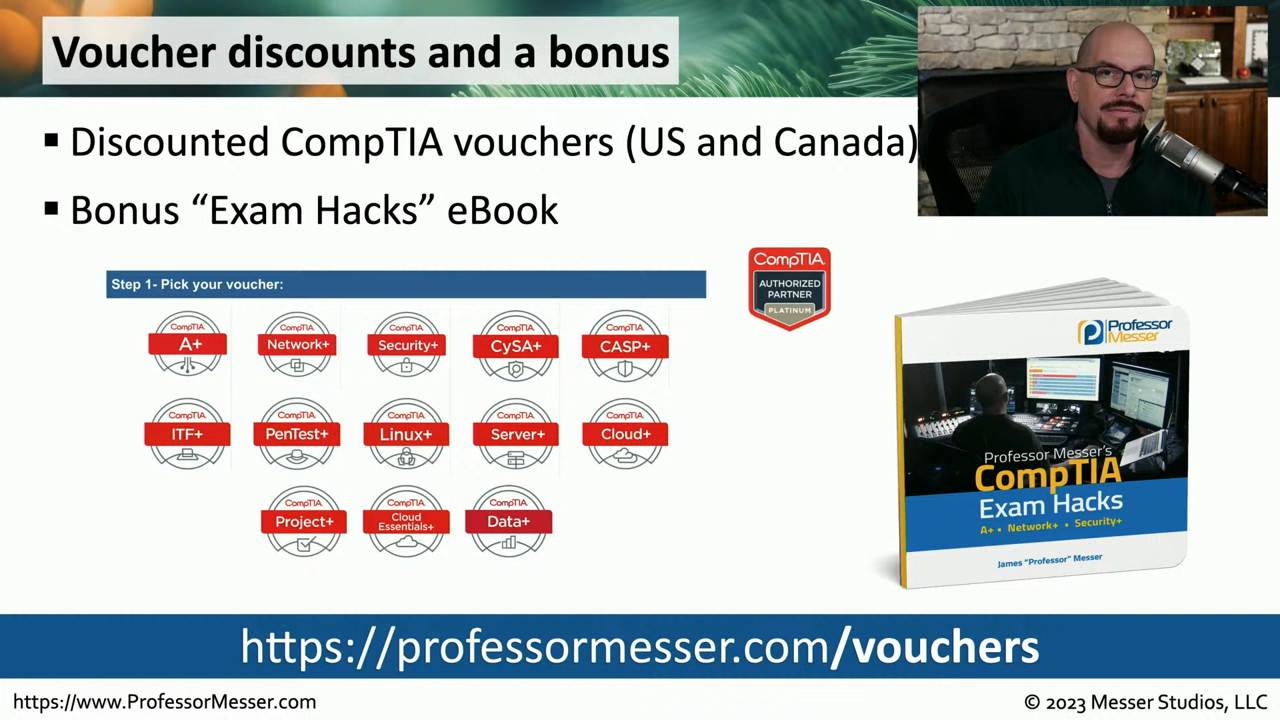 Voucher discounts and a bonus
▪ Discounted CompTIA vouchers (US and Canada)
▪ Bonus “Exam Hacks” eBook
Step 1- Pick your voucher:
CompTIA
A+
CompTIA
Network+
CompTIA
Security+
CompTIA
CySA+
CompTIA
CASP+
CompTIA
ITF+
CompTIA
PenTest+
CompTIA
Linux+
CompTIA
Server+
CompTIA
Cloud+
CompTIA
Project+
CompTIA
Cloud
Essentials+
CompTIA
Data+
CompTIA.
AUTHORIZED
PARTNER
PLATINUM
Professor
Messer
Professor Messer's
CompTIA
Exam Hacks
A+ • Network+ • Security+
James “Professor” Messer
https://professormesser.com/vouchers
https://www.ProfessorMesser.com
© 2023 Messer Studios, LLC